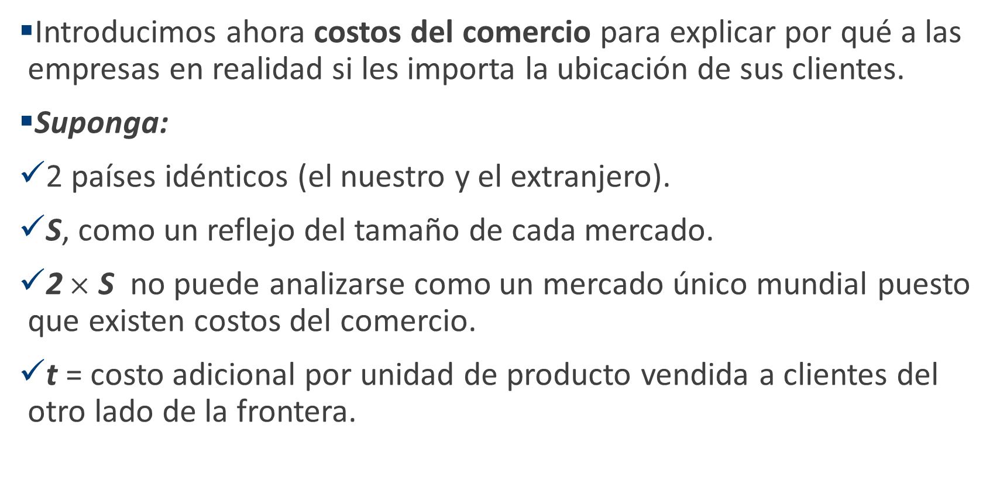 ▪Introducimos ahora costos del comercio para explicar por qué a las
empresas en realidad si les importa la ubicación de sus clientes.
▪Suponga:
✓2 países idénticos (el nuestro y el extranjero).
✓S, como un reflejo del tamaño de cada mercado.
✓2 × S no puede analizarse como un mercado único mundial puesto
que existen costos del comercio.
✓t = costo adicional por unidad de producto vendida a clientes del
otro lado de la frontera.